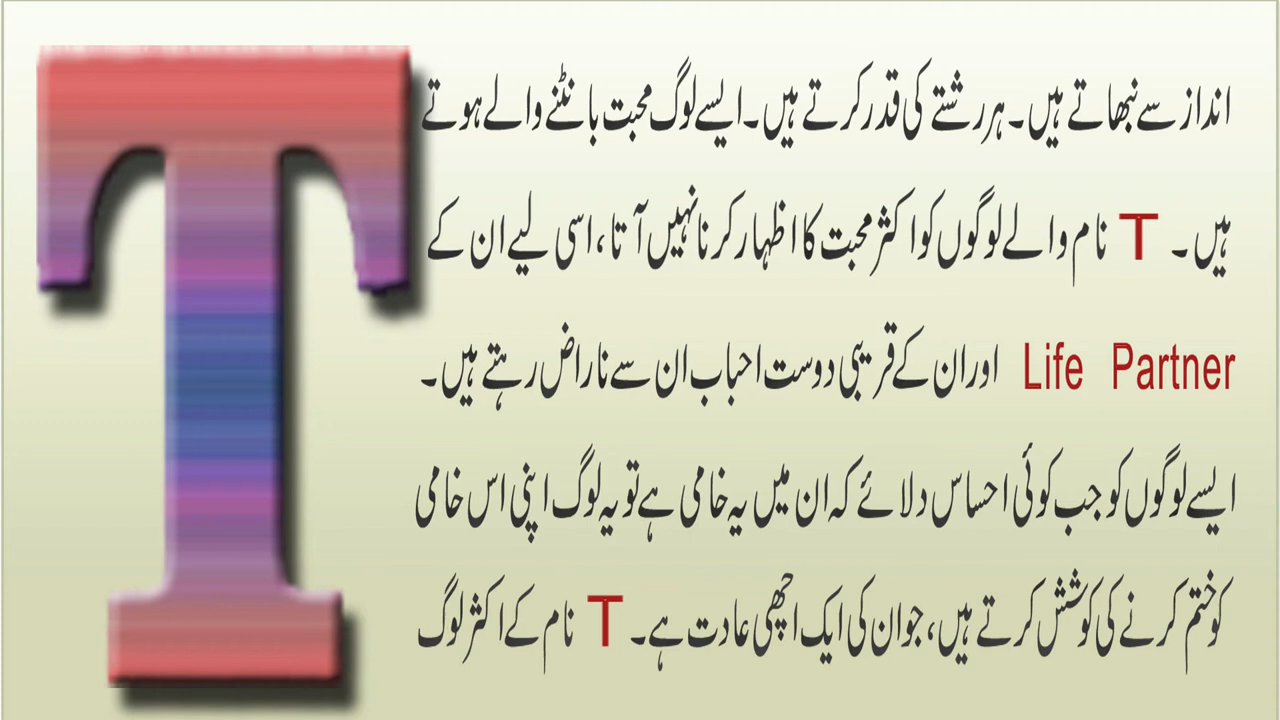 T
انداز سے نبھاتے ہیں۔ ہر رشتے کی قدر کرتے ہیں۔ ایسے لوگ محبت بانٹنے والے ہوتے
ہیں۔ T نام والے لوگوں کو اکثر محبت کا اظہار کرنا نہیں آتا، اسی لیے ان کے
Life Partner اور ان کے قریبی دوست احباب ان سے ناراض رہتے ہیں۔
ایسے لوگوں کو جب کوئی احساس دلائے کہ ان میں یہ خامی ہے تو یہ لوگ اپنی اس خامی
کو ختم کرنے کی کوشش کرتے ہیں، جو ان کی ایک اچھی عادت ہے۔ T نام کے اکثر لوگ